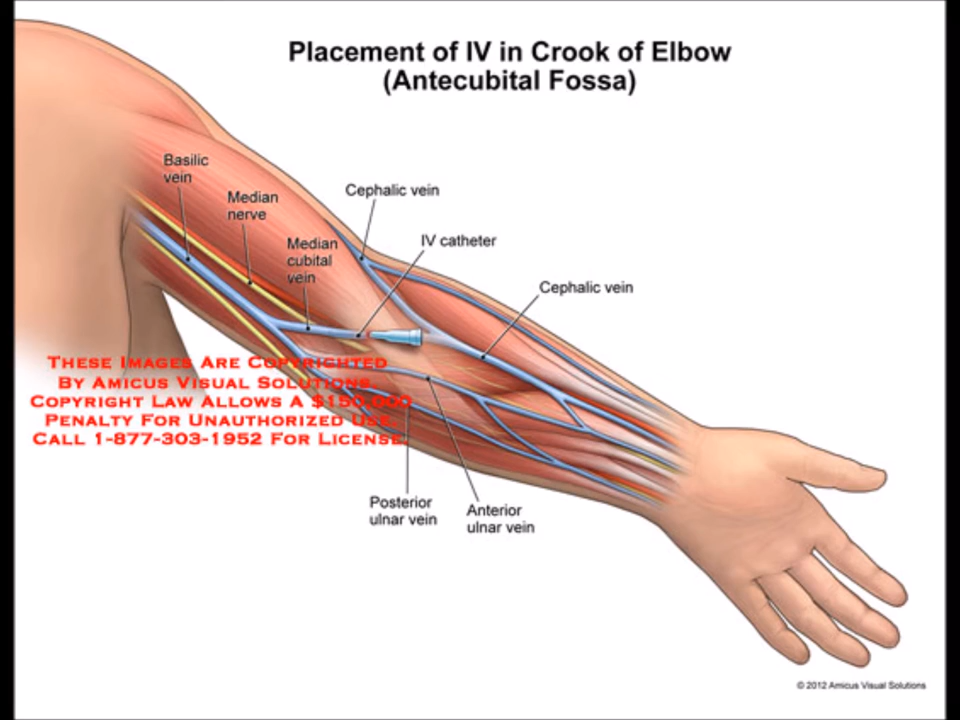 Placement of IV in Crook of Elbow
(Antecubital Fossa)
Basilic
vein
Median
nerve
Cephalic vein
Median
cubital
vein
IV catheter
Cephalic vein
These Images Are Copyrighted
By Amicus Visual Solutions.
Copyright Law Allows A $150,000
Penalty For Unauthorized Use.
Call 1-877-303-1952 For License.
Posterior
ulnar vein
Anterior
ulnar vein
© 2012 Amicus Visual Solutions